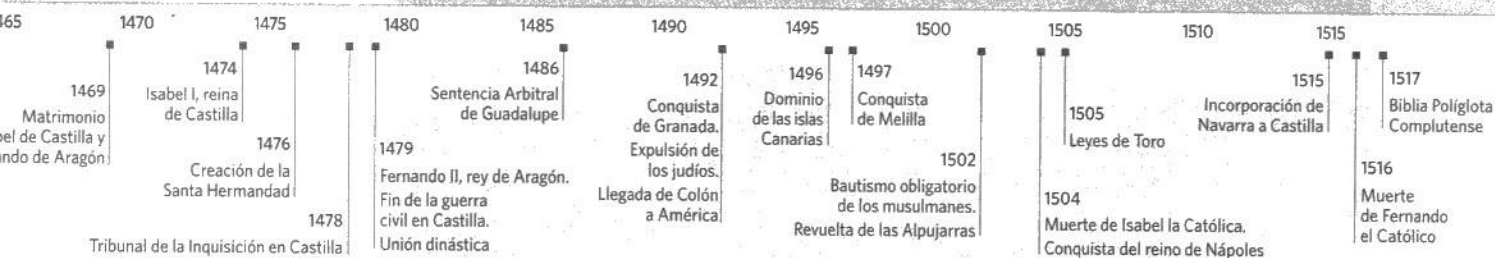 465 1470 1475 1480 1485 1490 1495 1500 1505 1510 1515
1469
Matrimonio
bel de Castilla y
ando de Aragón
1474
Isabel I, reina
de Castilla
1476
Creación de la
Santa Hermandad
1478
Tribunal de la Inquisición en Castilla
1479
Fernando II, rey de Aragón.
Fin de la guerra
civil en Castilla.
Unión dinástica
1486
Sentencia Arbitral
de Guadalupe
1492
Conquista
de Granada.
Expulsión de
los judíos.
Llegada de Colón
a América
1496
Dominio
de las islas
Canarias
1497
Conquista
de Melilla
1502
Bautismo obligatorio
de los musulmanes.
Revuelta de las Alpujarras
1504
Muerte de Isabel la Católica.
Conquista del reino de Nápoles
1505
Leyes de Toro
1515
Incorporación de
Navarra a Castilla
1516
Muerte
de Fernando
el Católico
1517
Biblia Políglota
Complutense